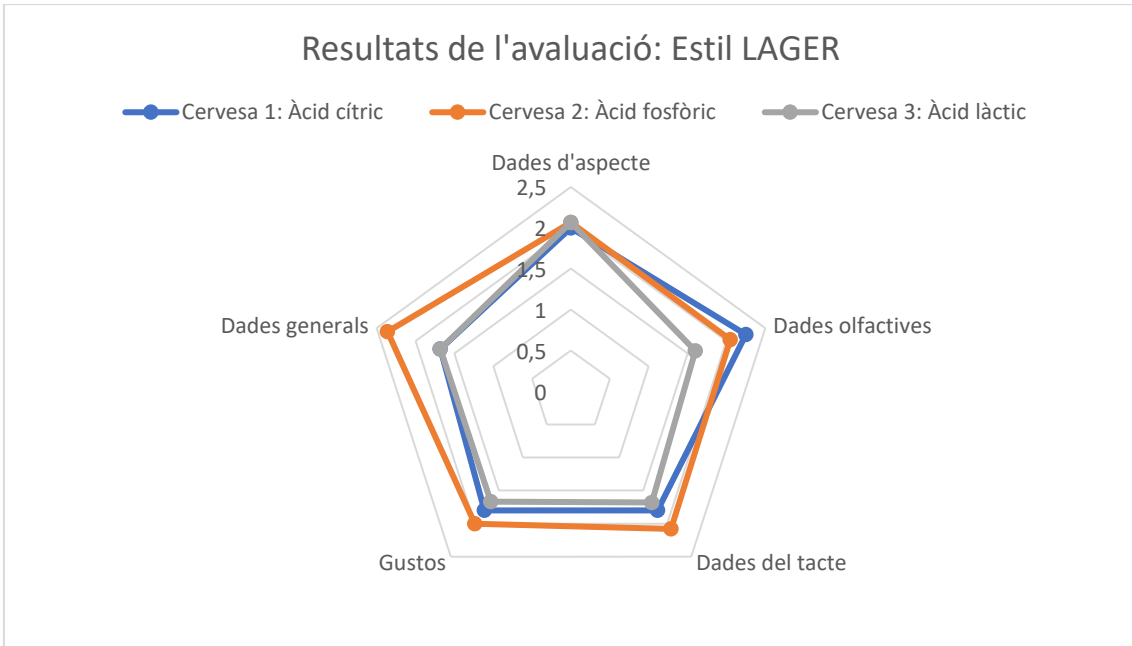 Resultats de l'avaluació: Estil LAGER
Cervesa 1: Àcid cítric
Cervesa 2: Àcid fosfòric
Cervesa 3: Àcid làctic
Dades d'aspecte
2,5
2
1,5
1
0,5
0
Dades olfactives
Dades del tacte
Gustos
Dades generals